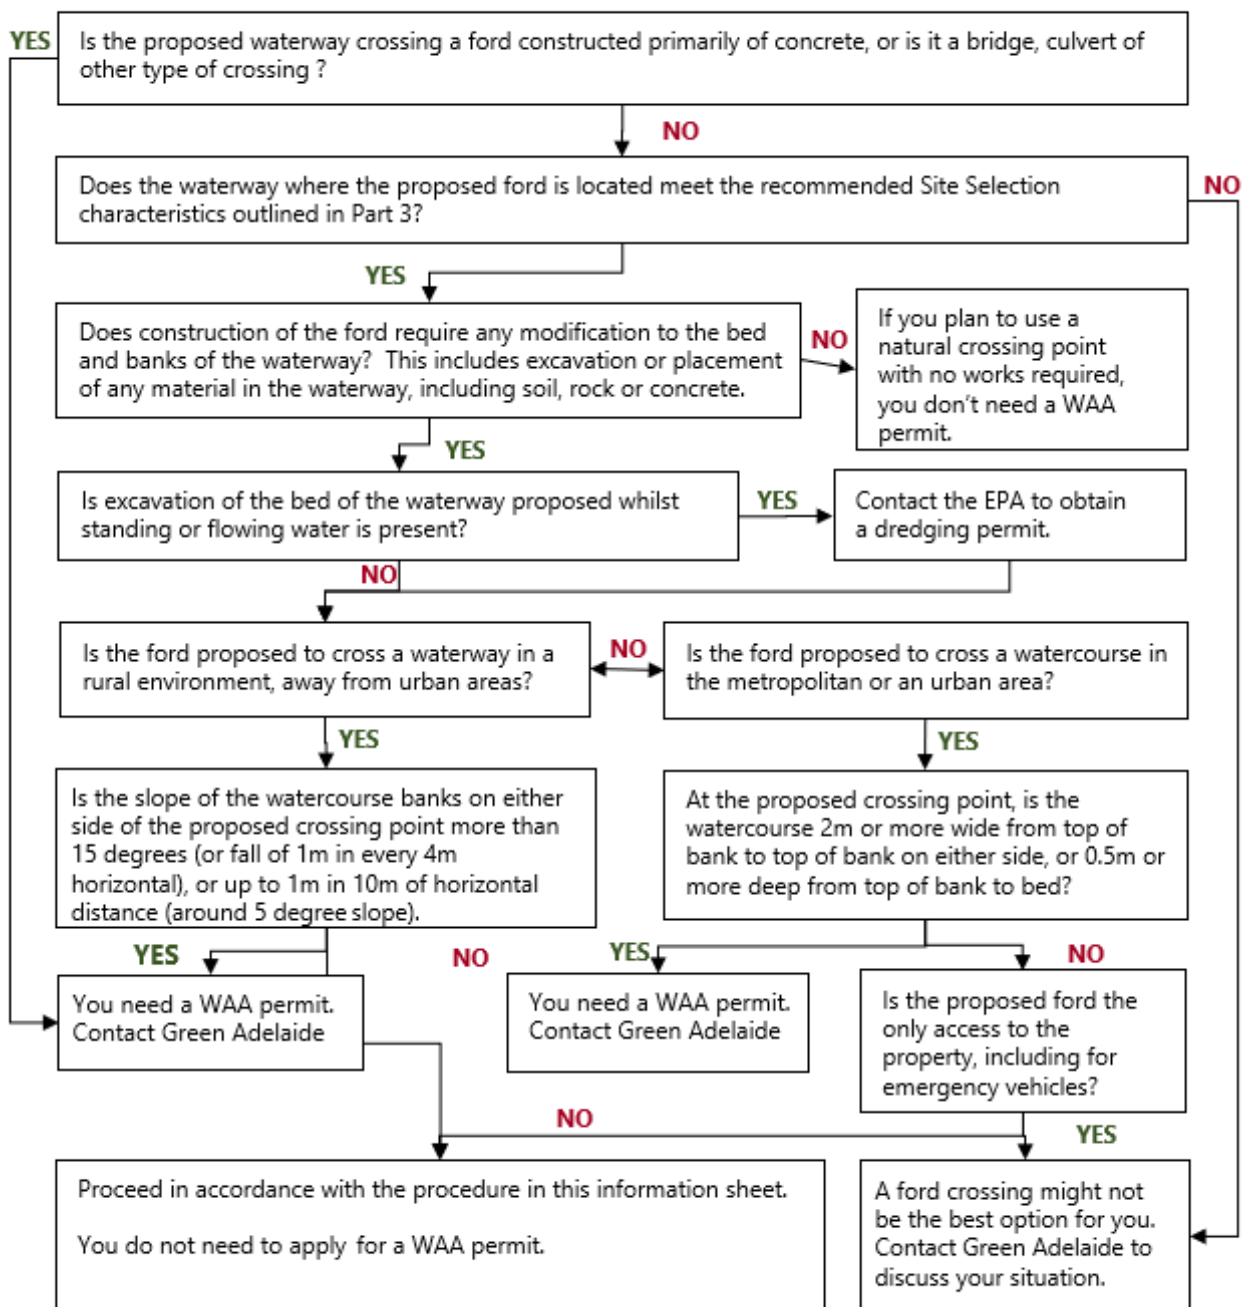 YES
Is the proposed waterway crossing a ford constructed primarily of concrete, or is it a bridge, culvert of
other type of crossing ?
NO
Does the waterway where the proposed ford is located meet the recommended Site Selection
characteristics outlined in Part 3?
NO
YES
Does construction of the ford require any modification to the bed
and banks of the waterway?  This includes excavation or placement
of any material in the waterway, including soil, rock or concrete.
NO
If you plan to use a
natural crossing point
with no works required,
you don't need a WAA
permit.
YES
Is excavation of the bed of the waterway proposed whilst
standing or flowing water is present?
YES
Contact the EPA to obtain
a dredging permit.
NO
Is the ford proposed to cross a waterway in a
rural environment, away from urban areas?
NO
Is the ford proposed to cross a watercourse in
the metropolitan or an urban area?
YES
YES
Is the slope of the watercourse banks on either
side of the proposed crossing point more than
15 degrees (or fall of 1m in every 4m
horizontal), or up to 1m in 10m of horizontal
distance (around 5 degree slope).
At the proposed crossing point, is the
watercourse 2m or more wide from top of
bank to top of bank on either side, or 0.5m or
more deep from top of bank to bed?
YES
NO
YES
NO
You need a WAA permit.
Contact Green Adelaide
You need a WAA permit.
Contact Green Adelaide
Is the proposed ford the
only access to the
property, including for
emergency vehicles?
NO
YES
Proceed in accordance with the procedure in this information sheet.
You do not need to apply for a WAA permit.
A ford crossing might not
be the best option for you.
Contact Green Adelaide to
discuss your situation.